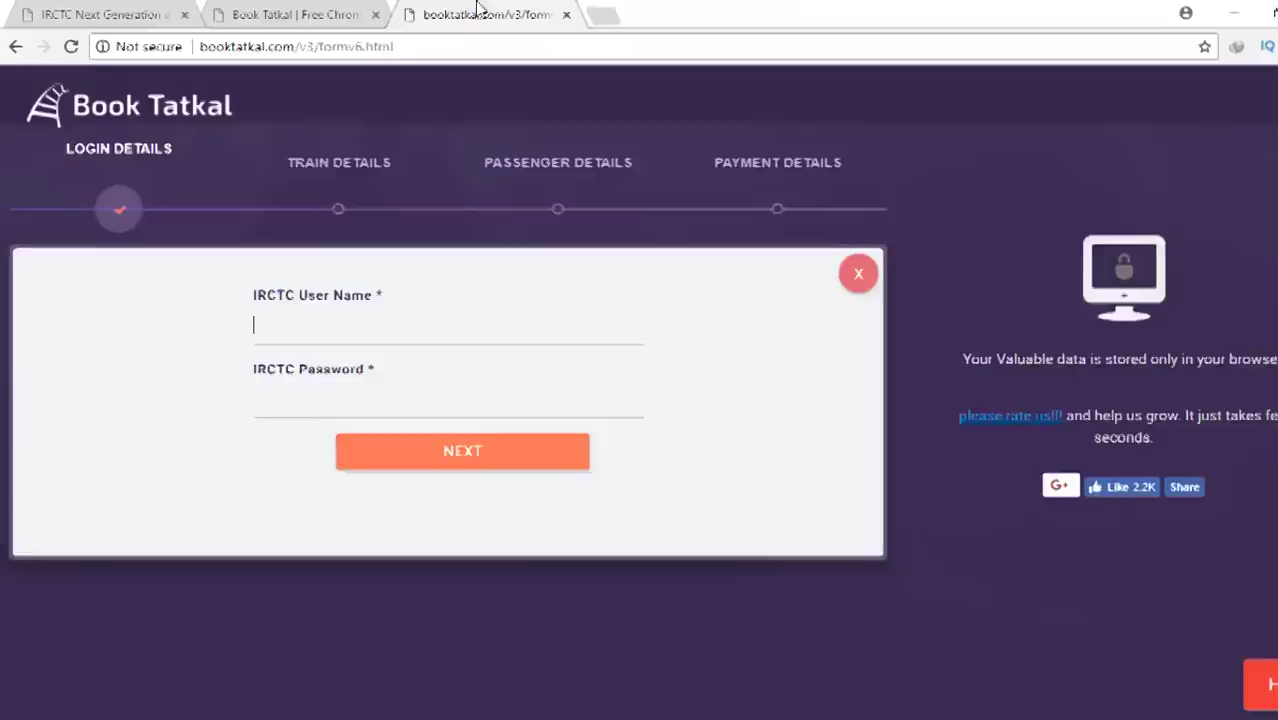 IRCTC Next Generation
Book Tatkal | Free Chrom
booktatkal.com/v3/form
Not secure
booktatkal.com/v3/formv6.html
IQ
Book Tatkal
LOGIN DETAILS
TRAIN DETAILS
PASSENGER DETAILS
PAYMENT DETAILS
X
IRCTC User Name *
IRCTC Password *
NEXT
Your Valuable data is stored only in your browse
please rate us!!! and help us grow. It just takes fe
seconds.
G+
Like 2.2K
Share
H